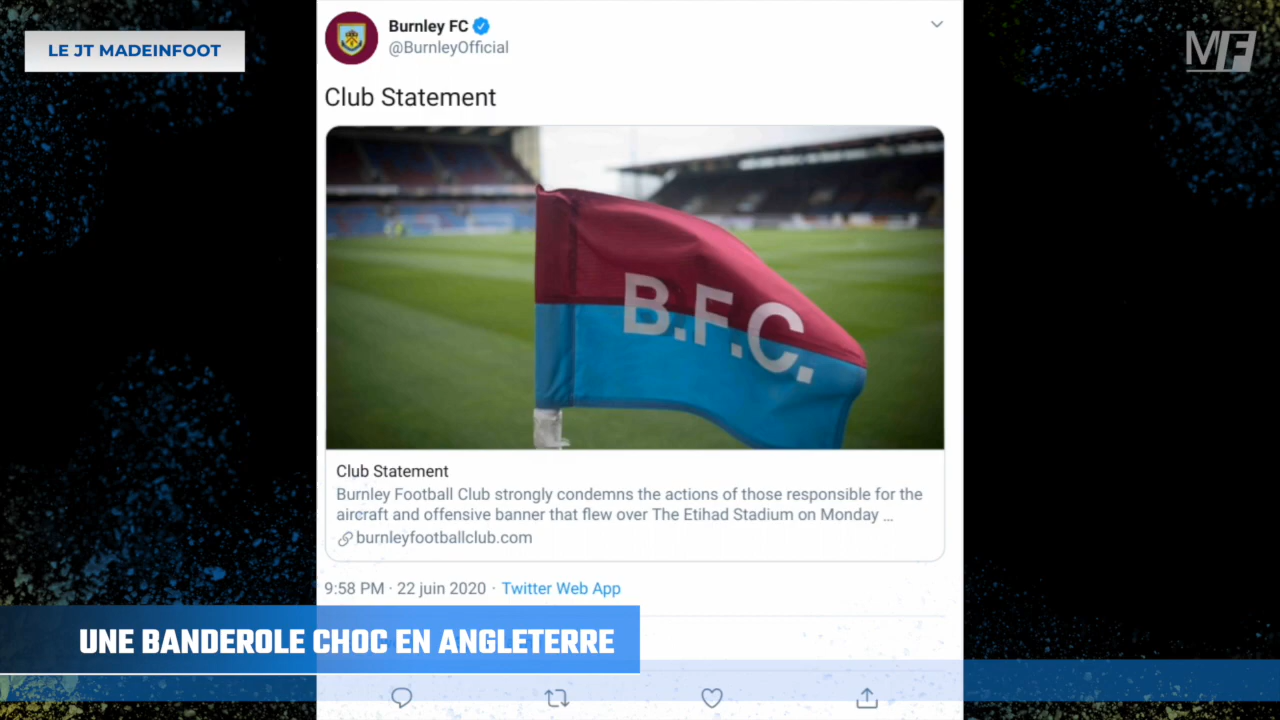 LE JT MADEINFOOT
MF
Burnley FC
@BurnleyOfficial
Club Statement
B.F.C.
Club Statement
Burnley Football Club strongly condemns the actions of those responsible for the
aircraft and offensive banner that flew over The Etihad Stadium on Monday ...
burnleyfootballclub.com
9:58 PM · 22 juin 2020 · Twitter Web App
UNE BANDEROLE CHOC EN ANGLETERRE